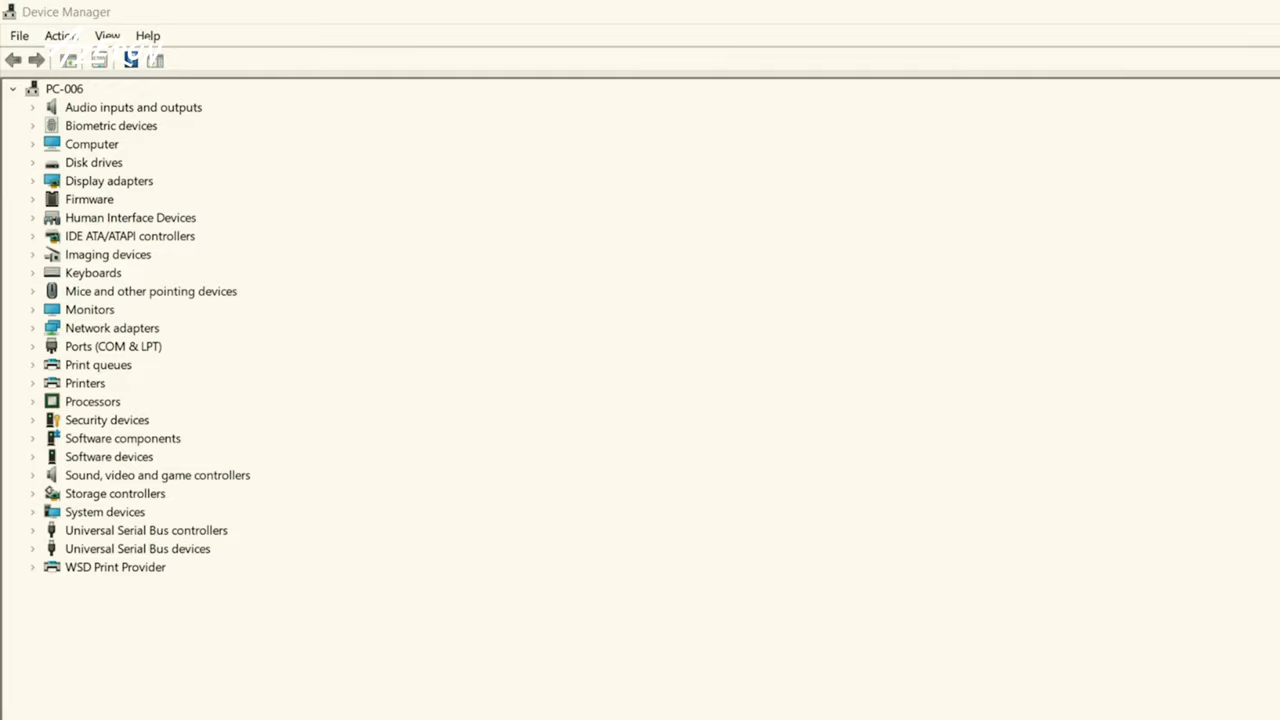 Device Manager
File Action View Help
PC-006
Audio inputs and outputs
Biometric devices
Computer
Disk drives
Display adapters
Firmware
Human Interface Devices
IDE ATA/ATAPI controllers
Imaging devices
Keyboards
Mice and other pointing devices
Monitors
Network adapters
Ports (COM & LPT)
Print queues
Printers
Processors
Security devices
Software components
Software devices
Sound, video and game controllers
Storage controllers
System devices
Universal Serial Bus controllers
Universal Serial Bus devices
WSD Print Provider